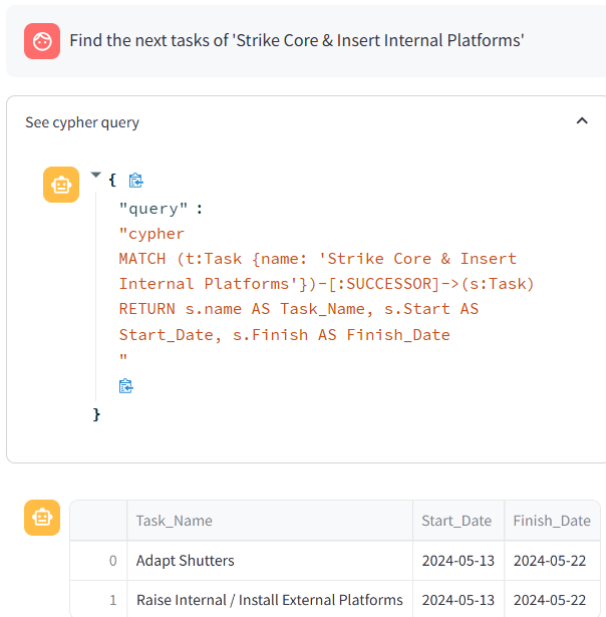 Find the next tasks of 'Strike Core & Insert Internal Platforms'
See cypher query
{
"query" :
"cypher
MATCH (t:Task {name: 'Strike Core & Insert
Internal Platforms'})-[:SUCCESSOR]->(s:Task)
RETURN s.name AS Task_Name, s.Start AS
Start_Date, s.Finish AS Finish_Date
"
}
Task_Name Start_Date Finish_Date
0 Adapt Shutters 2024-05-13 2024-05-22
1 Raise Internal / Install External Platforms 2024-05-13 2024-05-22